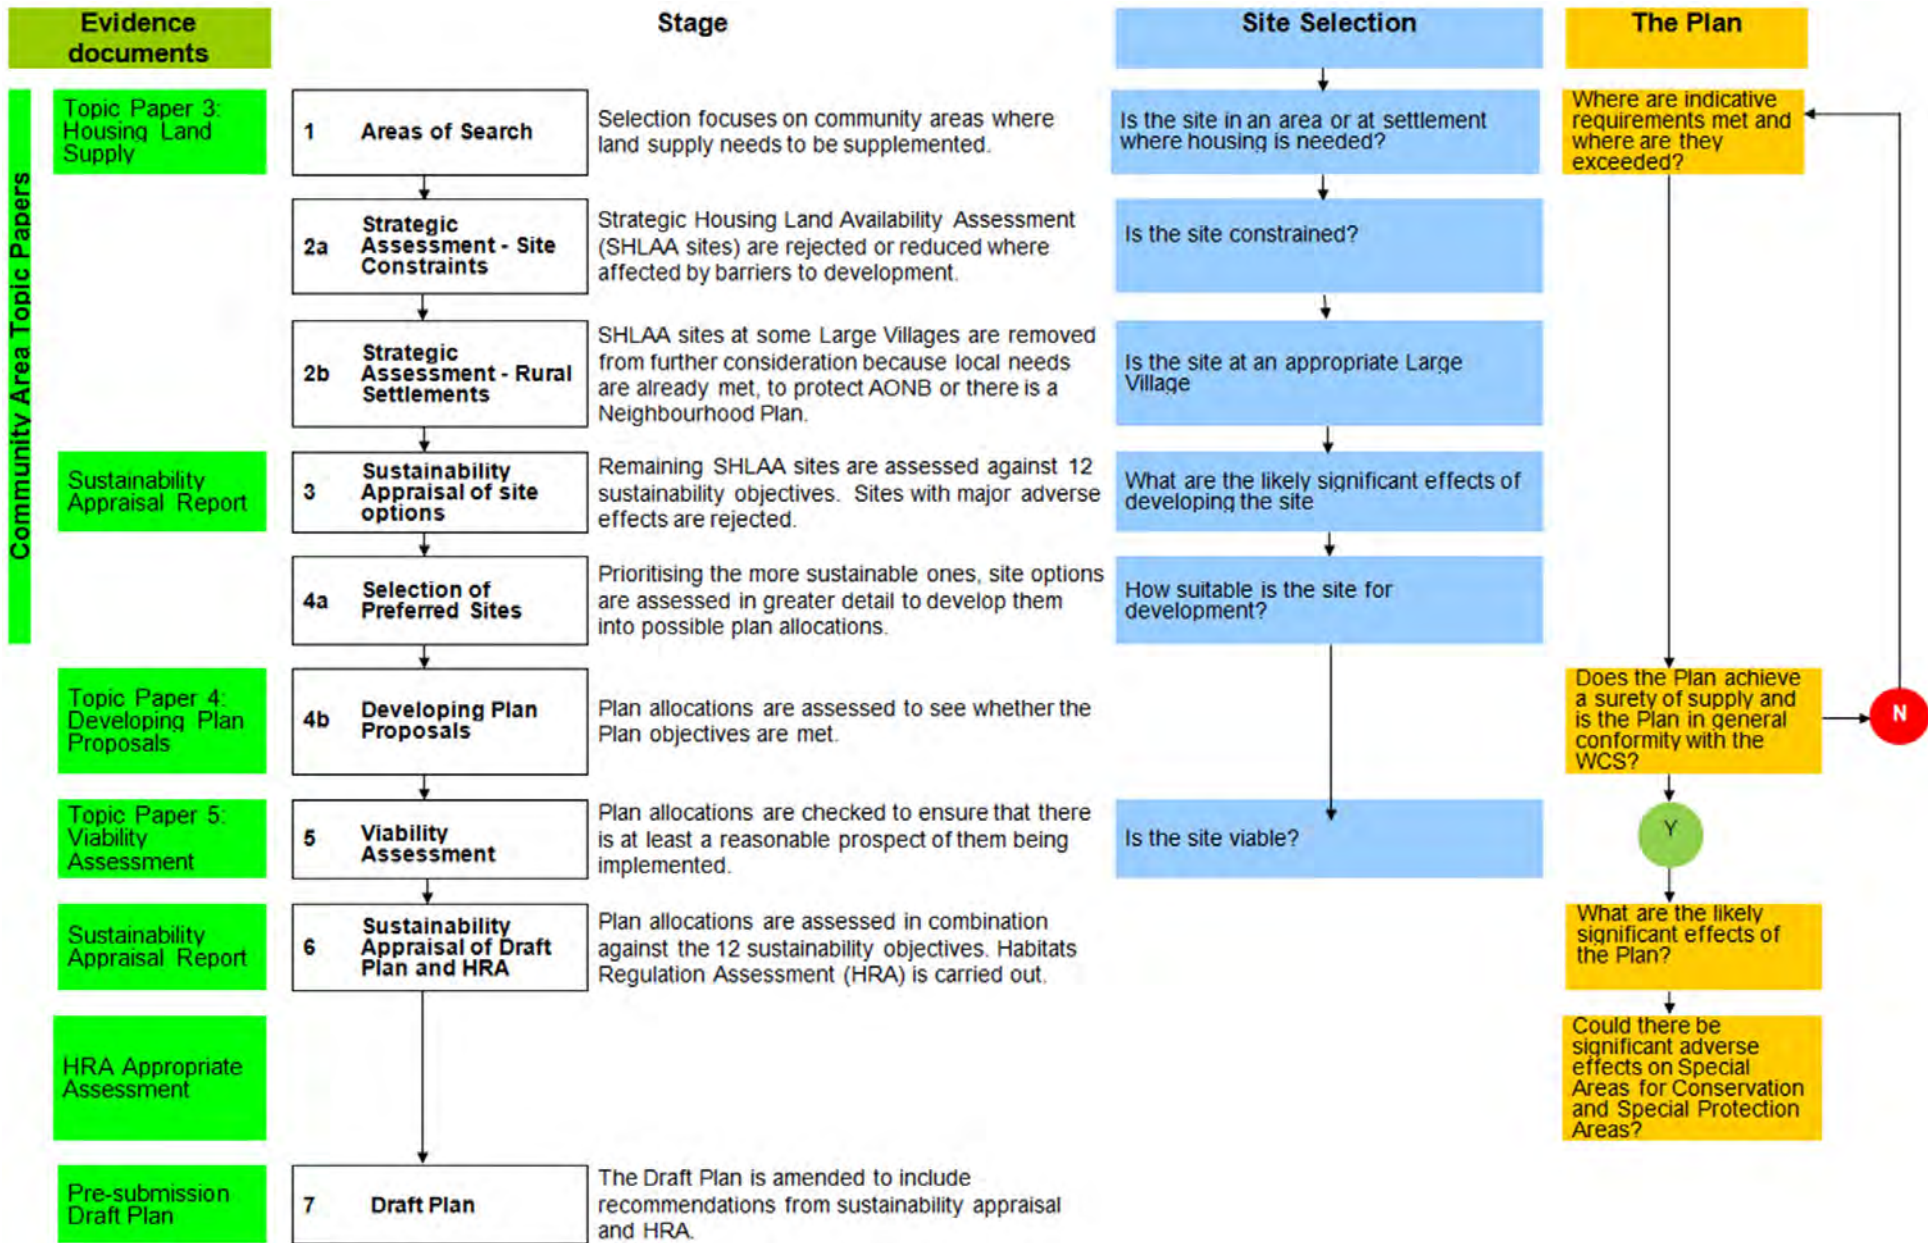 Evidence
documents
Stage
Site Selection
The Plan
Community Area Topic Papers
Topic Paper 3:
Housing Land
Supply
1 Areas of Search
Selection focuses on community areas where
land supply needs to be supplemented.
Is the site in an area or at settlement
where housing is needed?
Where are indicative
requirements met and
where are they
exceeded?
2a Strategic
Assessment - Site
Constraints
Strategic Housing Land Availability Assessment
(SHLAA sites) are rejected or reduced where
affected by barriers to development.
Is the site constrained?
2b Strategic
Assessment - Rural
Settlements
SHLAA sites at some Large Villages are removed
from further consideration because local needs
are already met, to protect AONB or there is a
Neighbourhood Plan.
Is the site at an appropriate Large
Village
Sustainability
Appraisal Report
3 Sustainability
Appraisal of site
options
Remaining SHLAA sites are assessed against 12
sustainability objectives. Sites with major adverse
effects are rejected.
What are the likely significant effects of
developing the site
4a Selection of
Preferred Sites
Prioritising the more sustainable ones, site options
are assessed in greater detail to develop them
into possible plan allocations.
How suitable is the site for
development?
Topic Paper 4:
Developing Plan
Proposals
4b Developing Plan
Proposals
Plan allocations are assessed to see whether the
Plan objectives are met.
Does the Plan achieve
a surety of supply and
is the Plan in general
conformity with the
WCS?
N
Topic Paper 5:
Viability
Assessment
5 Viability
Assessment
Plan allocations are checked to ensure that there
is at least a reasonable prospect of them being
implemented.
Is the site viable?
Y
Sustainability
Appraisal Report
6 Sustainability
Appraisal of Draft
Plan and HRA
Plan allocations are assessed in combination
against the 12 sustainability objectives. Habitats
Regulation Assessment (HRA) is carried out.
What are the likely
significant effects of
the Plan?
HRA Appropriate
Assessment
Could there be
significant adverse
effects on Special
Areas for Conservation
and Special Protection
Areas?
Pre-submission
Draft Plan
7 Draft Plan
The Draft Plan is amended to include
recommendations from sustainability appraisal
and HRA.